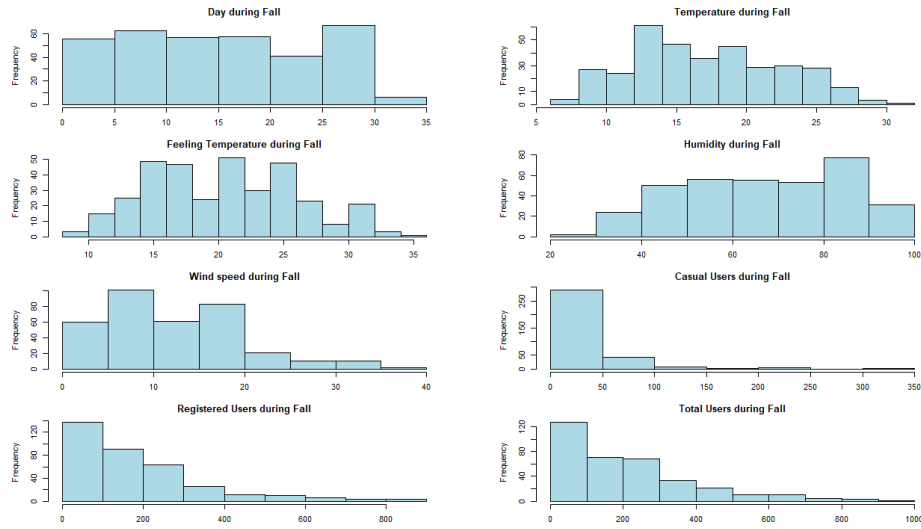 Day during Fall
Frequency
0 20 40 60
0 5 10 15 20 25 30 35
Temperature during Fall
Frequency
0 10 30 50
5 10 15 20 25 30
Feeling Temperature during Fall
Frequency
0 10 20 30 40 50
10 15 20 25 30 35
Humidity during Fall
Frequency
0 20 40 60 80
20 40 60 80 100
Wind speed during Fall
Frequency
0 20 40 60 80
0 10 20 30 40
Casual Users during Fall
Frequency
0 50 150 250
0 50 100 150 200 250 300 350
Registered Users during Fall
Frequency
0 40 80 120
0 200 400 600 800
Total Users during Fall
Frequency
0 40 80 120
0 200 400 600 800 1000